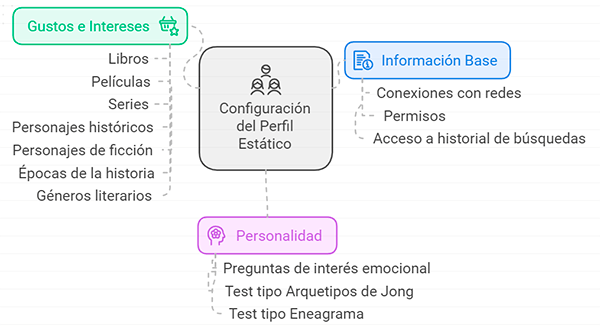 Gustos e Intereses
Libros
Películas
Series
Personajes históricos
Personajes de ficción
Épocas de la historia
Géneros literarios
Configuración
del Perfil
Estático
Información Base
Conexiones con redes
Permisos
Acceso a historial de búsquedas
Personalidad
Preguntas de interés emocional
Test tipo Arquetipos de Jong
Test tipo Eneagrama